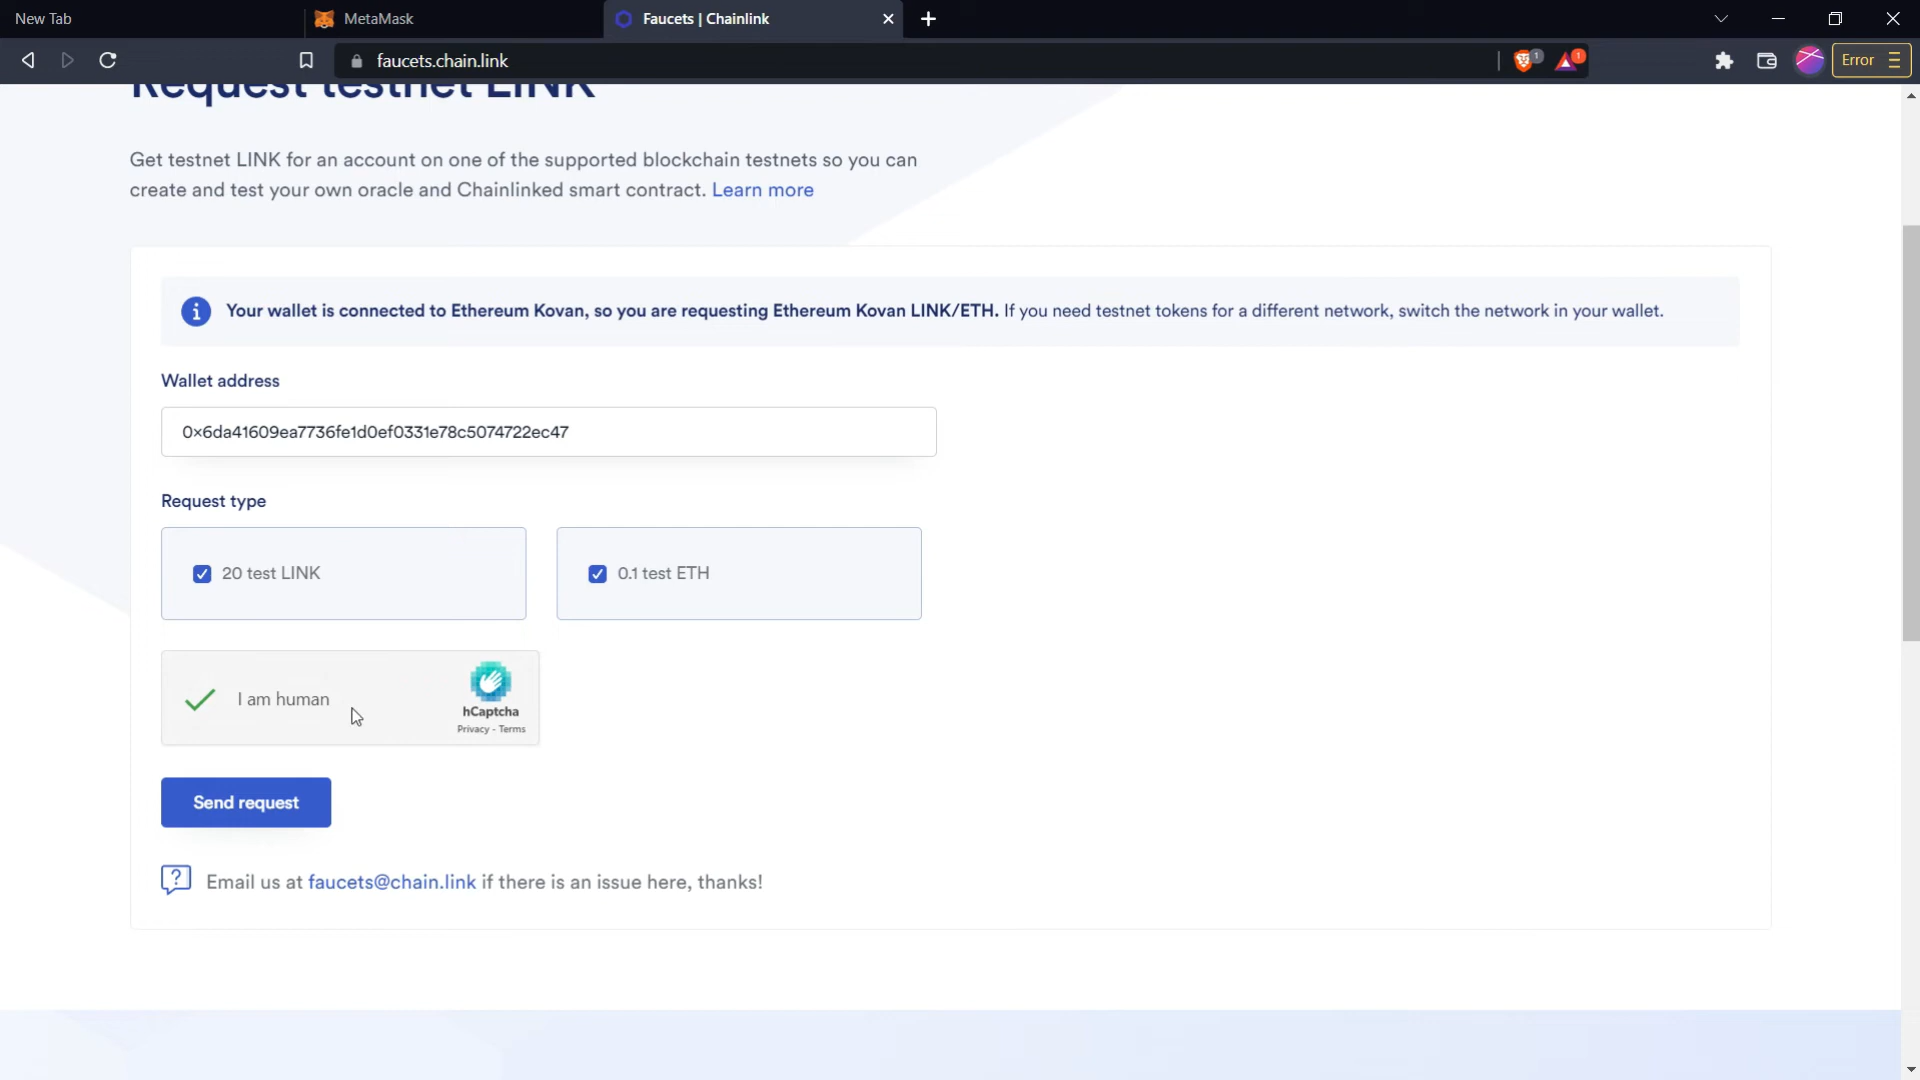 New Tab
MetaMask
Faucets | Chainlink
faucets.chain.link
1
1
Error
Request testnet LINK
Get testnet LINK for an account on one of the supported blockchain testnets so you can
create and test your own oracle and Chainlinked smart contract. Learn more
Your wallet is connected to Ethereum Kovan, so you are requesting Ethereum Kovan LINK/ETH. If you need testnet tokens for a different network, switch the network in your wallet.
Wallet address
0x6da41609ea7736fe1d0ef0331e78c5074722ec47
Request type
20 test LINK
0.1 test ETH
I am human
hCaptcha
Privacy - Terms
Send request
Email us at faucets@chain.link if there is an issue here, thanks!